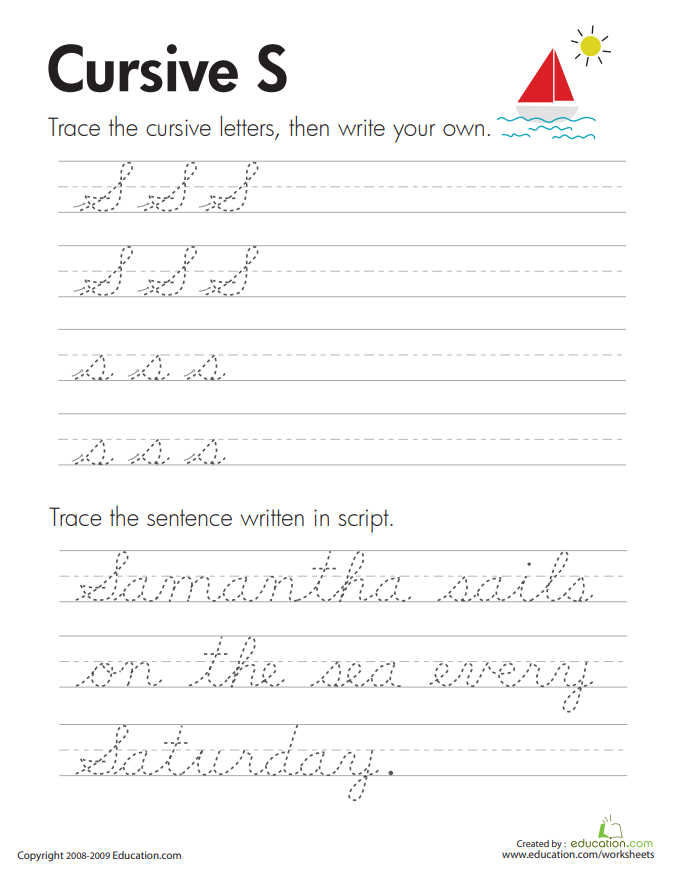 Cursive S
Trace the cursive letters, then write your own.
S S S
S S S
s s s
s s s
Trace the sentence written in script.
Samantha sails
on the sea every
Saturday.
Copyright 2008-2009 Education.com
Created by : education.com
www.education.com/worksheets